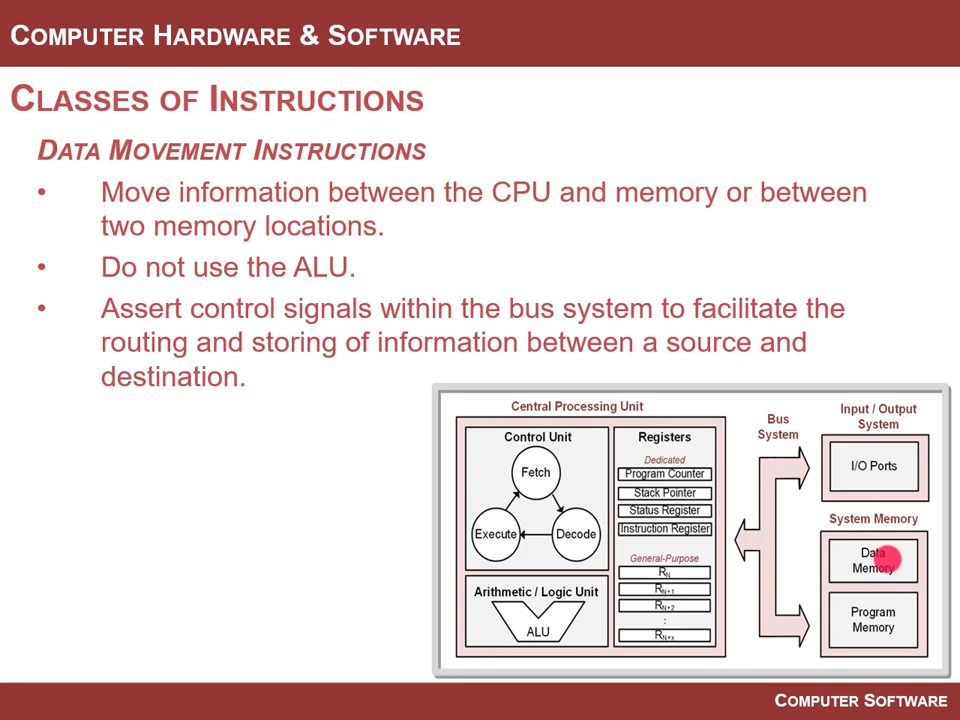 COMPUTER HARDWARE & SOFTWARE
CLASSES OF INSTRUCTIONS
DATA MOVEMENT INSTRUCTIONS
• Move information between the CPU and memory or between
two memory locations.
• Do not use the ALU.
• Assert control signals within the bus system to facilitate the
routing and storing of information between a source and
destination.
Central Processing Unit
Control Unit
Fetch
Execute
Decode
Arithmetic / Logic Unit
ALU
Registers
Dedicated
Program Counter
Stack Pointer
Status Register
Instruction Register
General-Purpose
RN
RN+1
RN+2
:
RN+x
Bus
System
Input / Output
System
I/O Ports
System Memory
Data
Memory
Program
Memory
COMPUTER SOFTWARE